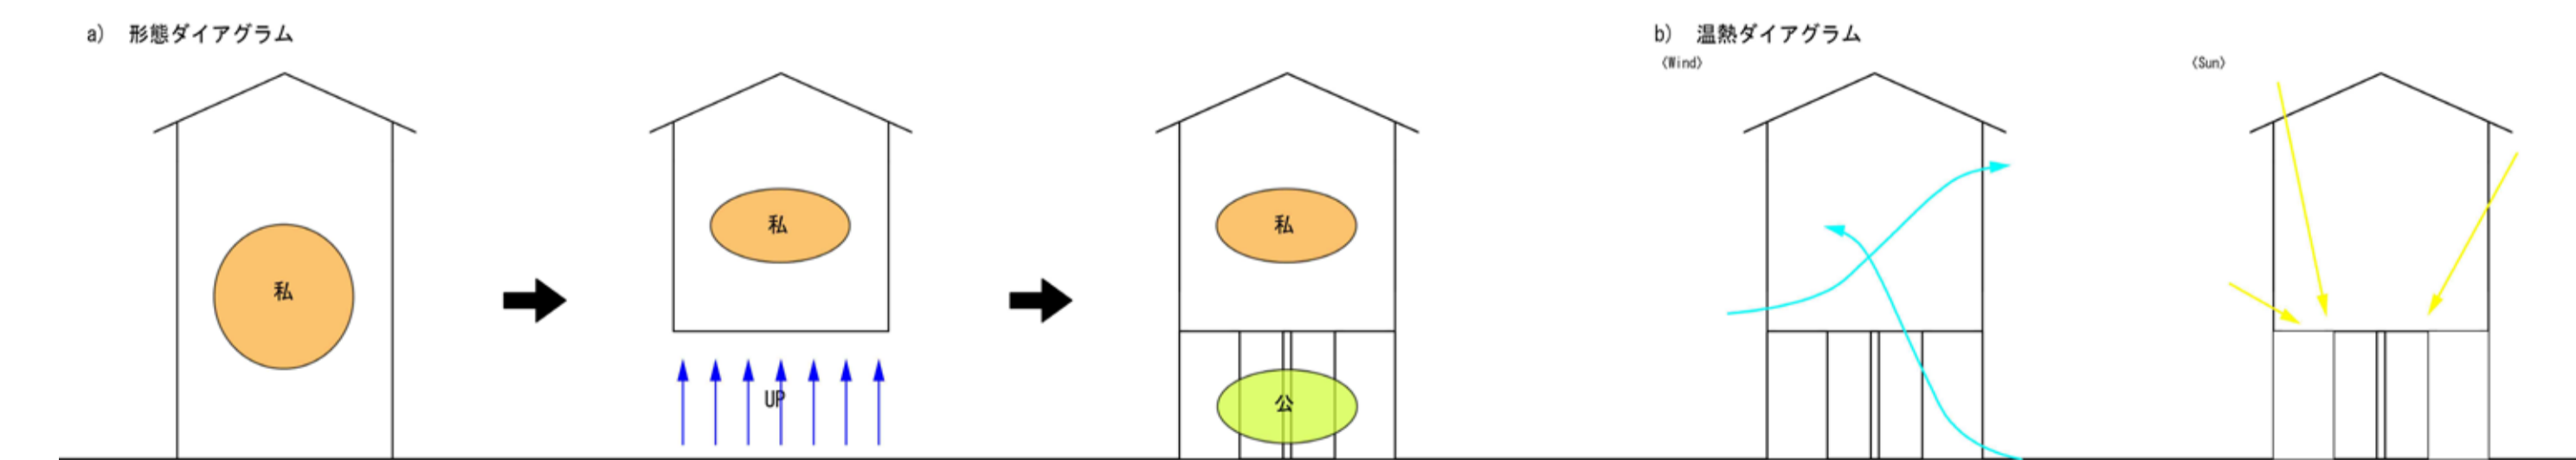 a) 形態ダイアグラム
私
私
UP
私
公
b) 温熱ダイアグラム
〈Wind〉
〈Sun〉